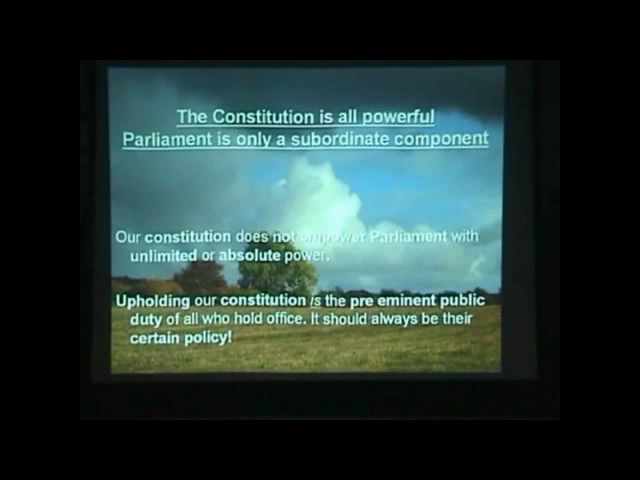 The Constitution is all powerful
Parliament is only a subordinate component
Our constitution does not empower Parliament with
unlimited or absolute power.
Upholding our constitution is the pre eminent public
duty of all who hold office. It should always be their
certain policy!